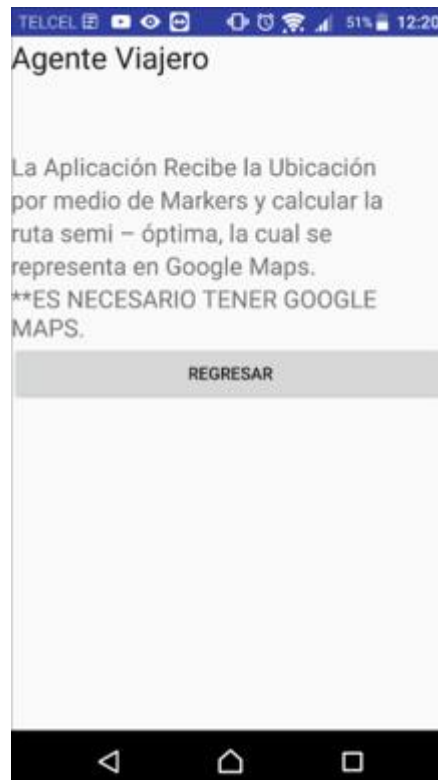 TELCEL 51% 12:20
Agente Viajero
La Aplicación Recibe la Ubicación
por medio de Markers y calcular la
ruta semi – óptima, la cual se
representa en Google Maps.
**ES NECESARIO TENER GOOGLE
MAPS.
REGRESAR